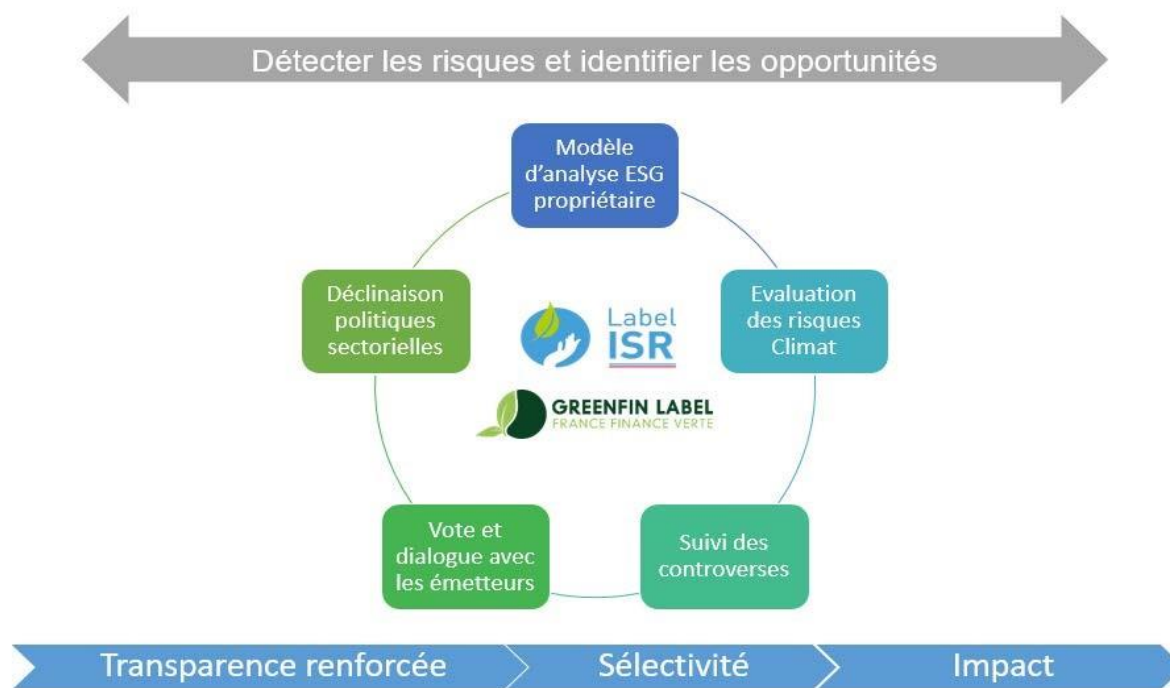 Détecter les risques et identifier les opportunités
Modèle
d'analyse ESG
propriétaire
Déclinaison
politiques
sectorielles
Evaluation
des risques
Climat
Label
ISR
GREENFIN LABEL
FRANCE FINANCE VERTE
Vote et
dialogue avec
les émetteurs
Suivi des
controverses
Transparence renforcée
Sélectivité
Impact